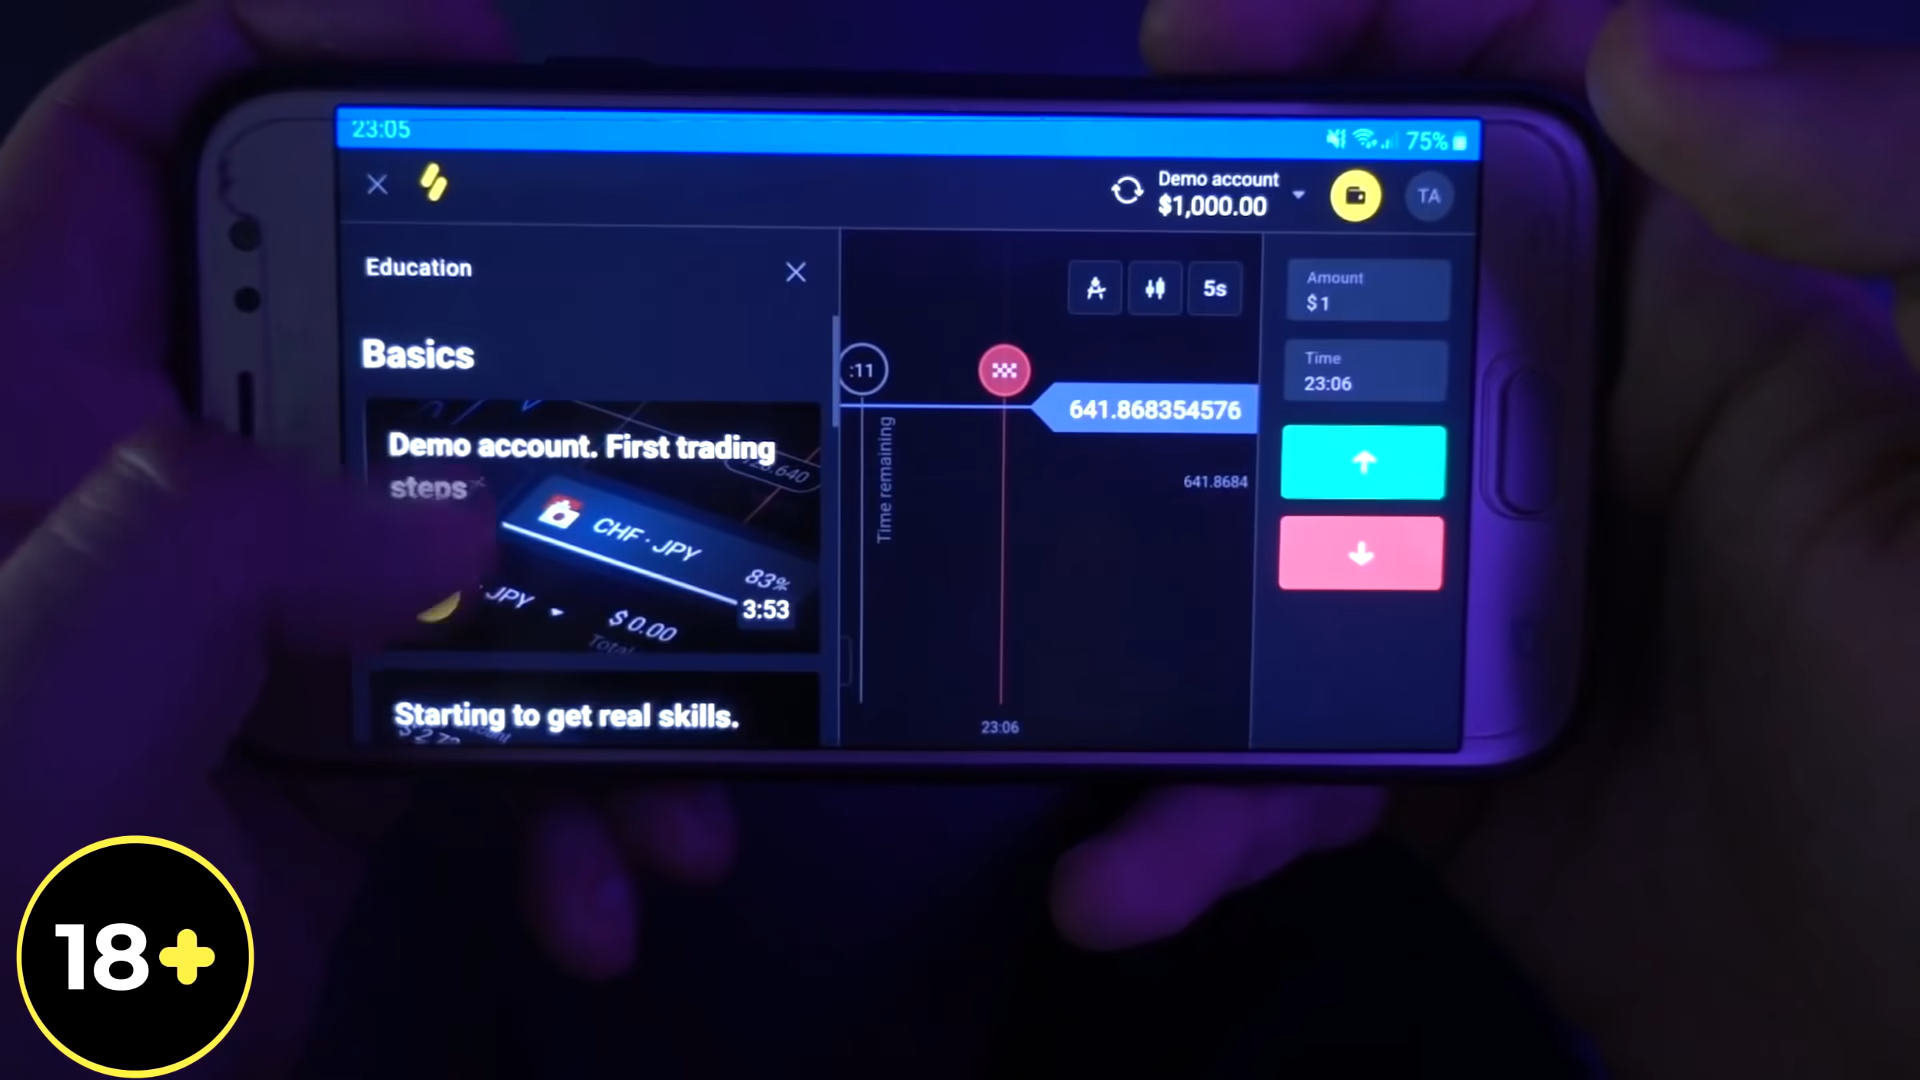 23:05
75%
Demo account
$1,000.00
TA
Education
Basics
Demo account. First trading
steps
CHF · JPY
83%
3:53
JPY
$0.00
Total
Starting to get real skills.
:11
Time remaining
5s
641.868354576
641.8684
23:06
Amount
$1
Time
23:06
18+